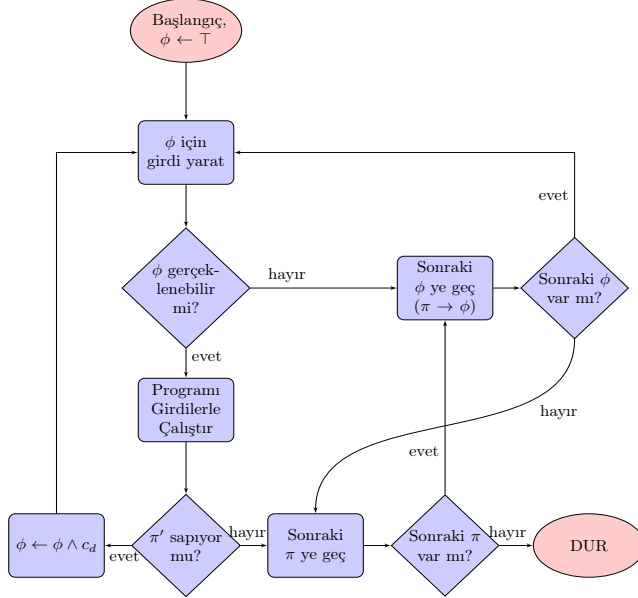 Başlangıç,
ϕ ← ⊤
ϕ için
girdi yarat
evet
ϕ gerçek-
lenebilir
mi?
hayır
Sonraki
ϕ ye geç
(π → ϕ)
Sonraki ϕ
var mı?
evet
Programı
Girdilerle
Çalıştır
hayır
evet
ϕ ← ϕ ∧ c_d
evet
π′ sapıyor
mu?
hayır
Sonraki
π ye geç
Sonraki π
var mı?
hayır
DUR